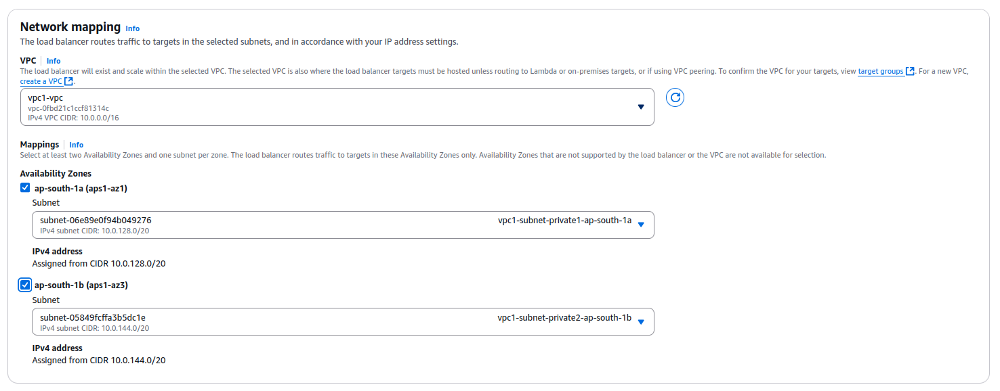 Network mapping Info
The load balancer routes traffic to targets in the selected subnets, and in accordance with your IP address settings.
VPC Info
The load balancer will exist and scale within the selected VPC. The selected VPC is also where the load balancer targets must be hosted unless routing to Lambda or on-premises targets, or if using VPC peering. To confirm the VPC for your targets, view target groups. For a new VPC,
create a VPC.
vpc1-vpc
vpc-0fbd21c1ccf81314c
IPv4 VPC CIDR: 10.0.0.0/16
Mappings Info
Select at least two Availability Zones and one subnet per zone. The load balancer routes traffic to targets in these Availability Zones only. Availability Zones that are not supported by the load balancer or the VPC are not available for selection.
Availability Zones
ap-south-1a (aps1-az1)
Subnet
subnet-06e89e0f94b049276 vpc1-subnet-private1-ap-south-1a
IPv4 subnet CIDR: 10.0.128.0/20
IPv4 address
Assigned from CIDR 10.0.128.0/20
ap-south-1b (aps1-az3)
Subnet
subnet-05849fcffa3b5dc1e vpc1-subnet-private2-ap-south-1b
IPv4 subnet CIDR: 10.0.144.0/20
IPv4 address
Assigned from CIDR 10.0.144.0/20